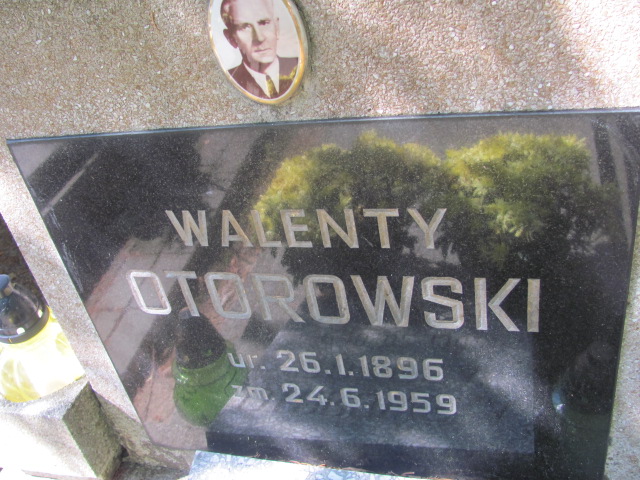 WALENTY
OTOROWSKI
ur. 26.1.1896
zm. 24.6.1959